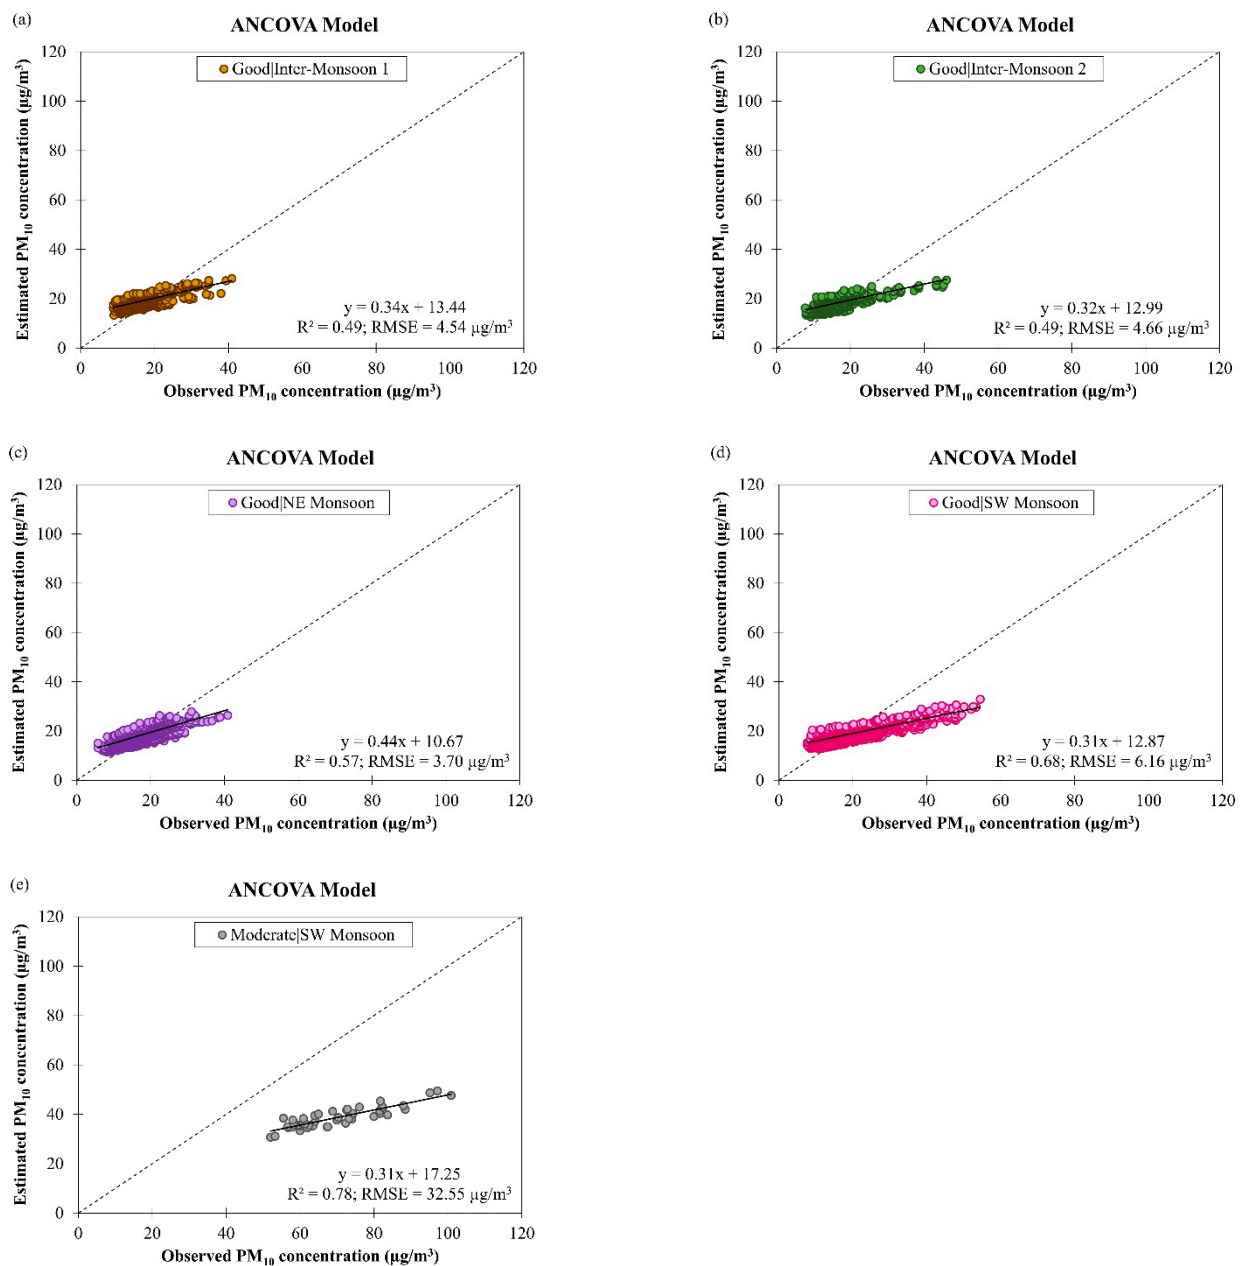 (a)
ANCOVA Model
Good|Inter-Monsoon 1
Estimated PM₁₀ concentration (µg/m³)
120
100
80
60
40
20
0
y = 0.34x + 13.44
R² = 0.49; RMSE = 4.54 µg/m³
0 20 40 60 80 100 120
Observed PM₁₀ concentration (µg/m³)
(b)
ANCOVA Model
Good|Inter-Monsoon 2
Estimated PM₁₀ concentration (µg/m³)
120
100
80
60
40
20
0
y = 0.32x + 12.99
R² = 0.49; RMSE = 4.66 µg/m³
0 20 40 60 80 100 120
Observed PM₁₀ concentration (µg/m³)
(c)
ANCOVA Model
Good|NE Monsoon
Estimated PM₁₀ concentration (µg/m³)
120
100
80
60
40
20
0
y = 0.44x + 10.67
R² = 0.57; RMSE = 3.70 µg/m³
0 20 40 60 80 100 120
Observed PM₁₀ concentration (µg/m³)
(d)
ANCOVA Model
Good|SW Monsoon
Estimated PM₁₀ concentration (µg/m³)
120
100
80
60
40
20
0
y = 0.31x + 12.87
R² = 0.68; RMSE = 6.16 µg/m³
0 20 40 60 80 100 120
Observed PM₁₀ concentration (µg/m³)
(e)
ANCOVA Model
Moderate|SW Monsoon
Estimated PM₁₀ concentration (µg/m³)
120
100
80
60
40
20
0
y = 0.31x + 17.25
R² = 0.78; RMSE = 32.55 µg/m³
0 20 40 60 80 100 120
Observed PM₁₀ concentration (µg/m³)